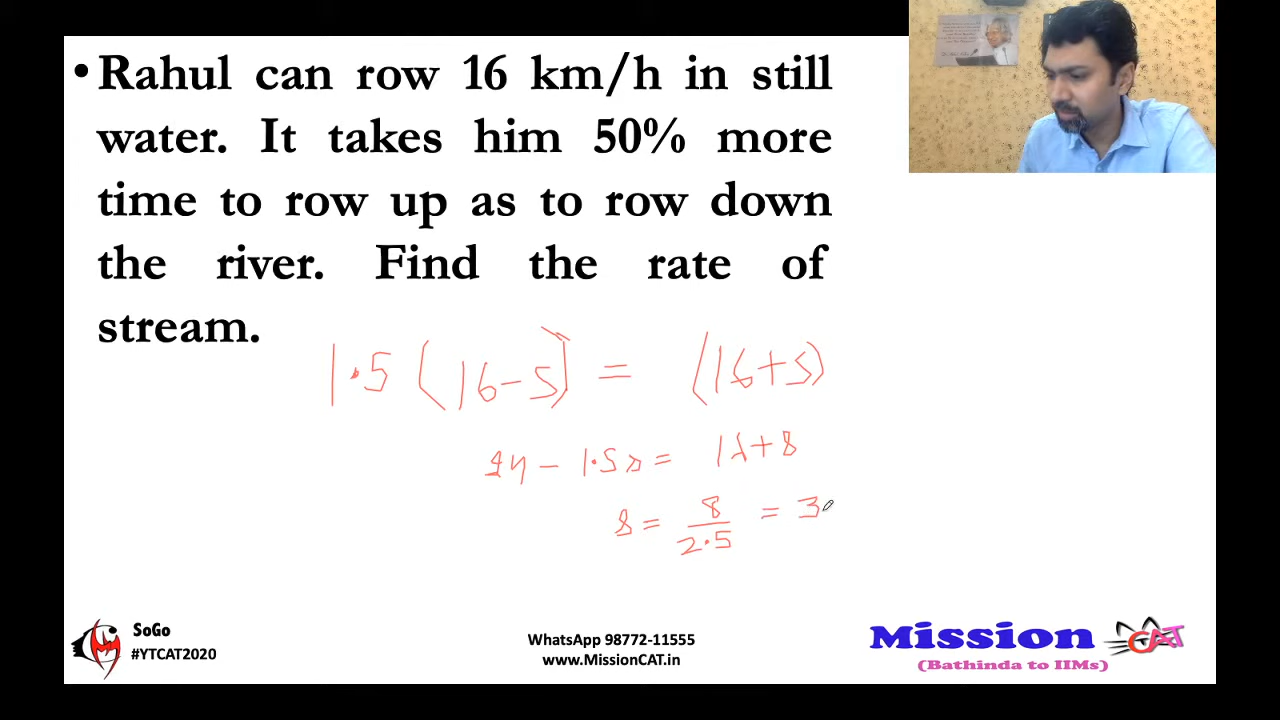 • Rahul can row 16 km/h in still
water. It takes him 50% more
time to row up as to row down
the river. Find the rate of
stream.
1.5 (16-s) = (16+s)
24 - 1.5s = 16+s
s = 8/2.5 = 3.
SoGo
#YTCAT2020
WhatsApp 98772-11555
www.MissionCAT.in
Mission CAT
(Bathinda to IIMs)